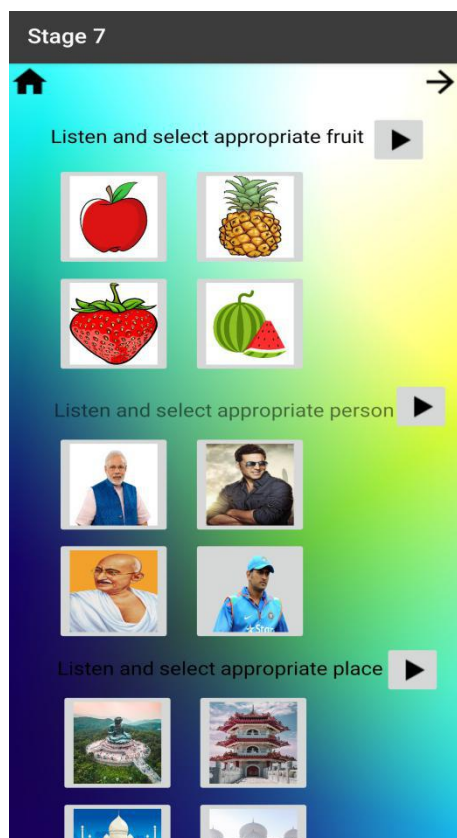 Stage 7
Listen and select appropriate fruit
Listen and select appropriate person
Listen and select appropriate place